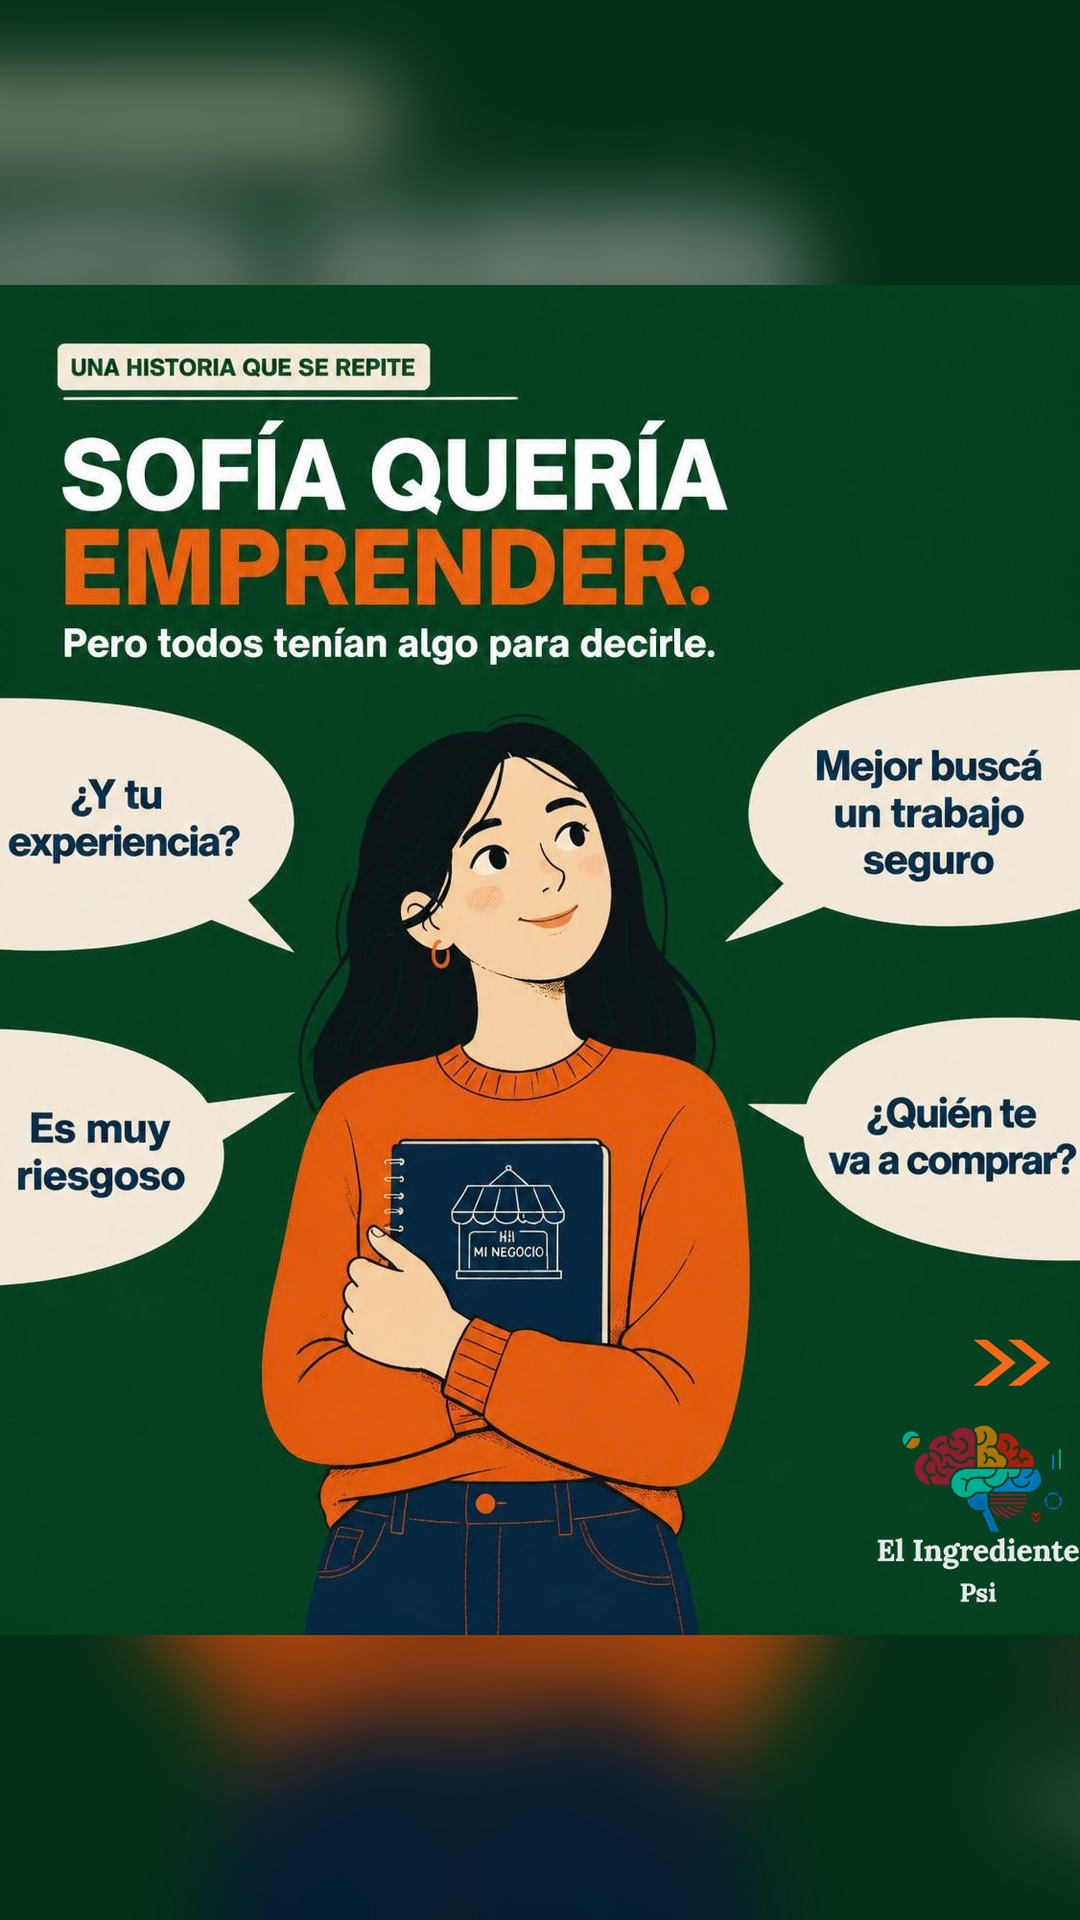 UNA HISTORIA QUE SE REPITE
SOFÍA QUERÍA
EMPRENDER.
Pero todos tenían algo para decirle.
¿Y tu
experiencia?
Mejor buscá
un trabajo
seguro
Es muy
riesgoso
¿Quién te
va a comprar?
MI NEGOCIO
El Ingrediente
Psi